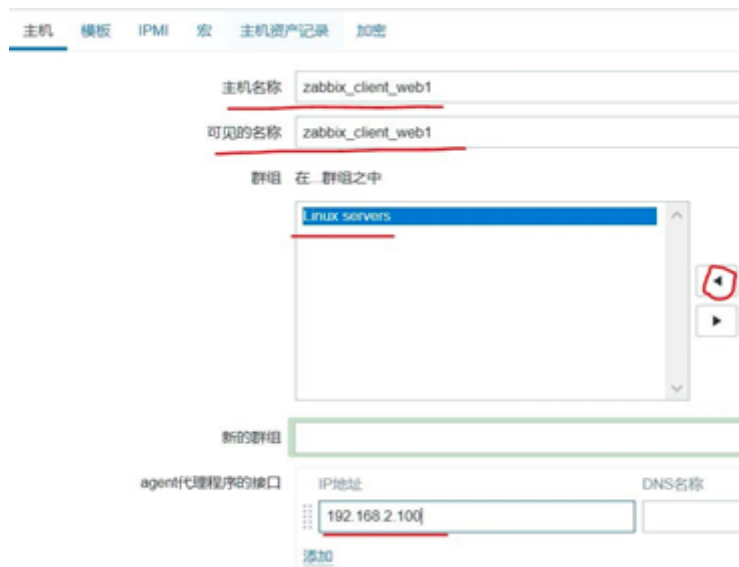 主机 模板 IPMI 宏 主机资产记录 加密
主机名称 zabbix_client_web1
可见的名称 zabbix_client_web1
群组 在...群组之中
Linux servers
新的群组
agent代理程序的接口 IP地址 DNS名称
192.168.2.100
添加